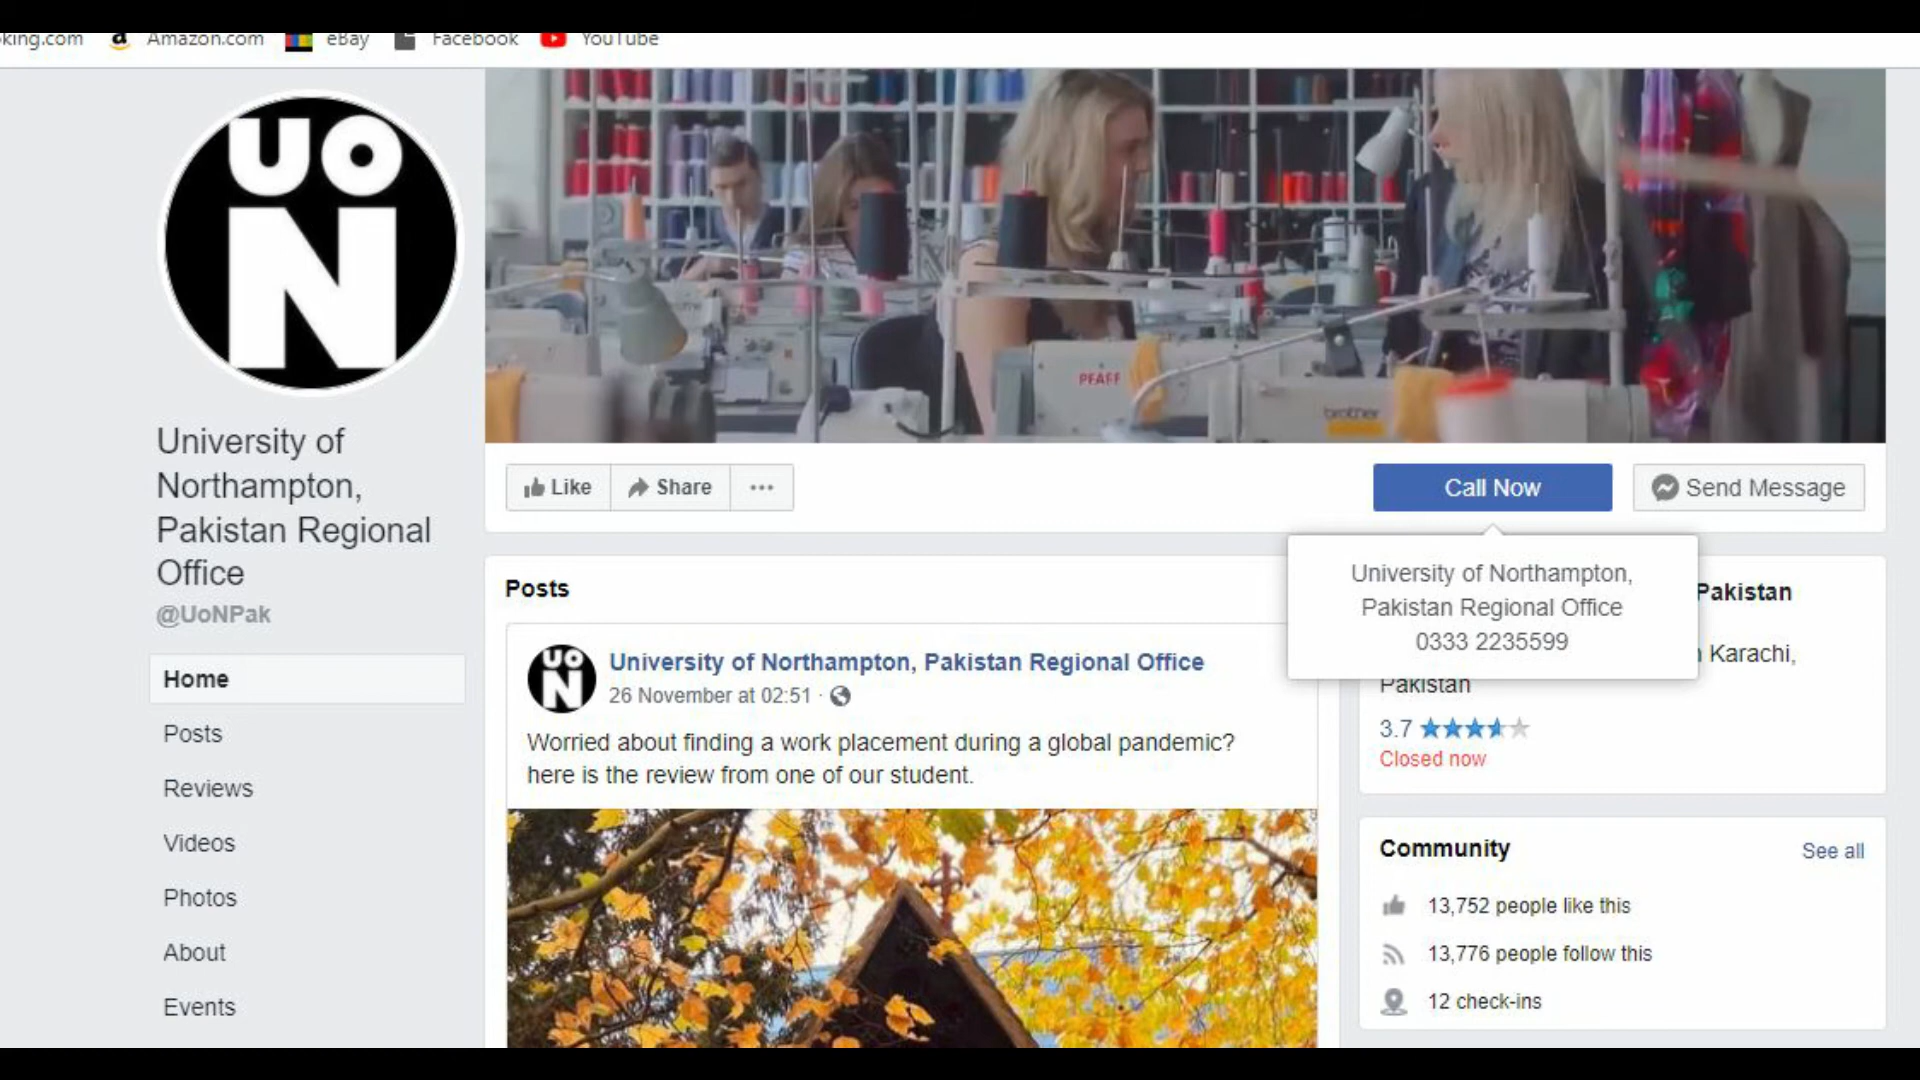 Amazon.com eBay Facebook YouTube
UO
N
University of
Northampton,
Pakistan Regional
Office
@UoNPak
Home
Posts
Reviews
Videos
Photos
About
Events
PFAFF
brother
Like Share ...
Call Now Send Message
University of Northampton,
Pakistan Regional Office
0333 2235599
Posts
UO
N
University of Northampton, Pakistan Regional Office
26 November at 02:51 ·
Worried about finding a work placement during a global pandemic?
here is the review from one of our student.
Pakistan
Karachi,
Pakistan
3.7
Closed now
Community See all
13,752 people like this
13,776 people follow this
12 check-ins